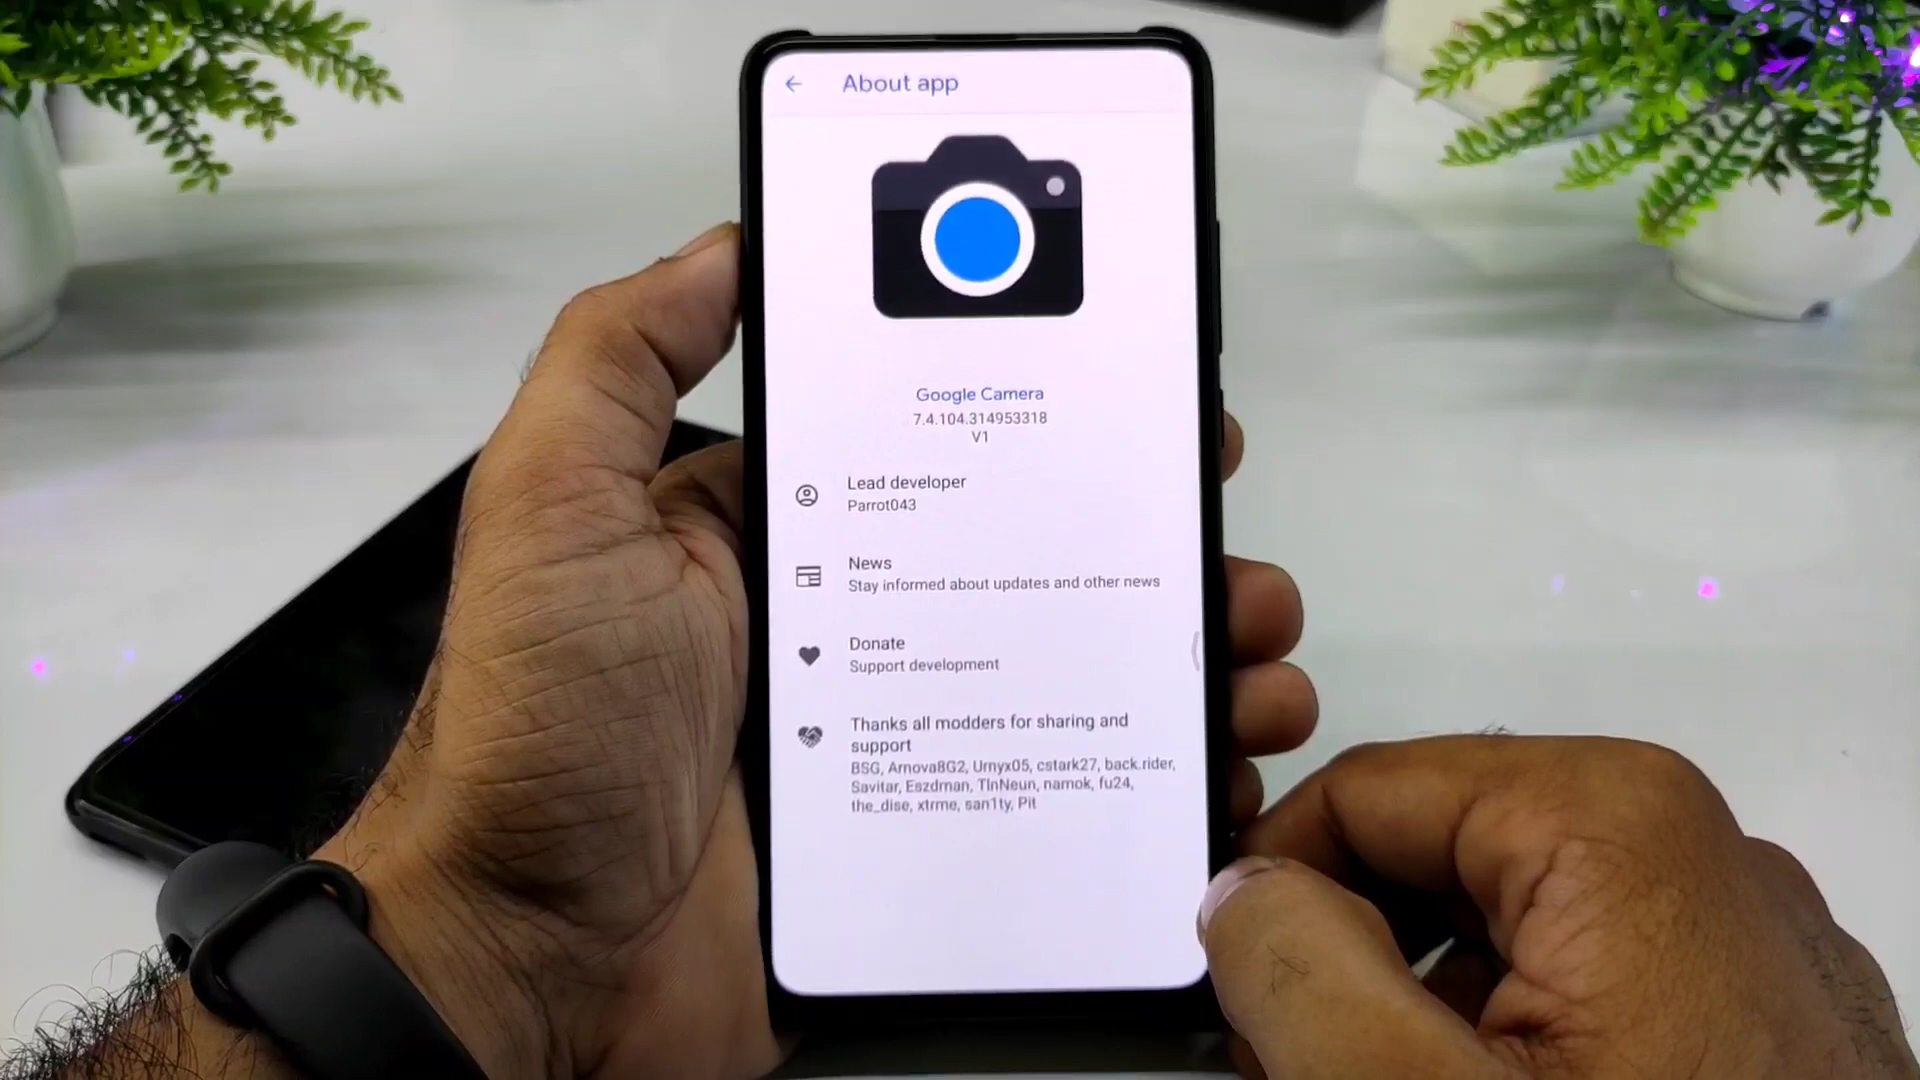 About app
Google Camera
7.4.104.314953318
V1
Lead developer
Parrot043
News
Stay informed about updates and other news
Donate
Support development
Thanks all modders for sharing and
support
BSG, Arnova8G2, Urnyx05, cstark27, back.rider,
Savitar, Eszdman, TlnNeun, namok, fu24,
the_dise, xtrme, san1ty, Pit